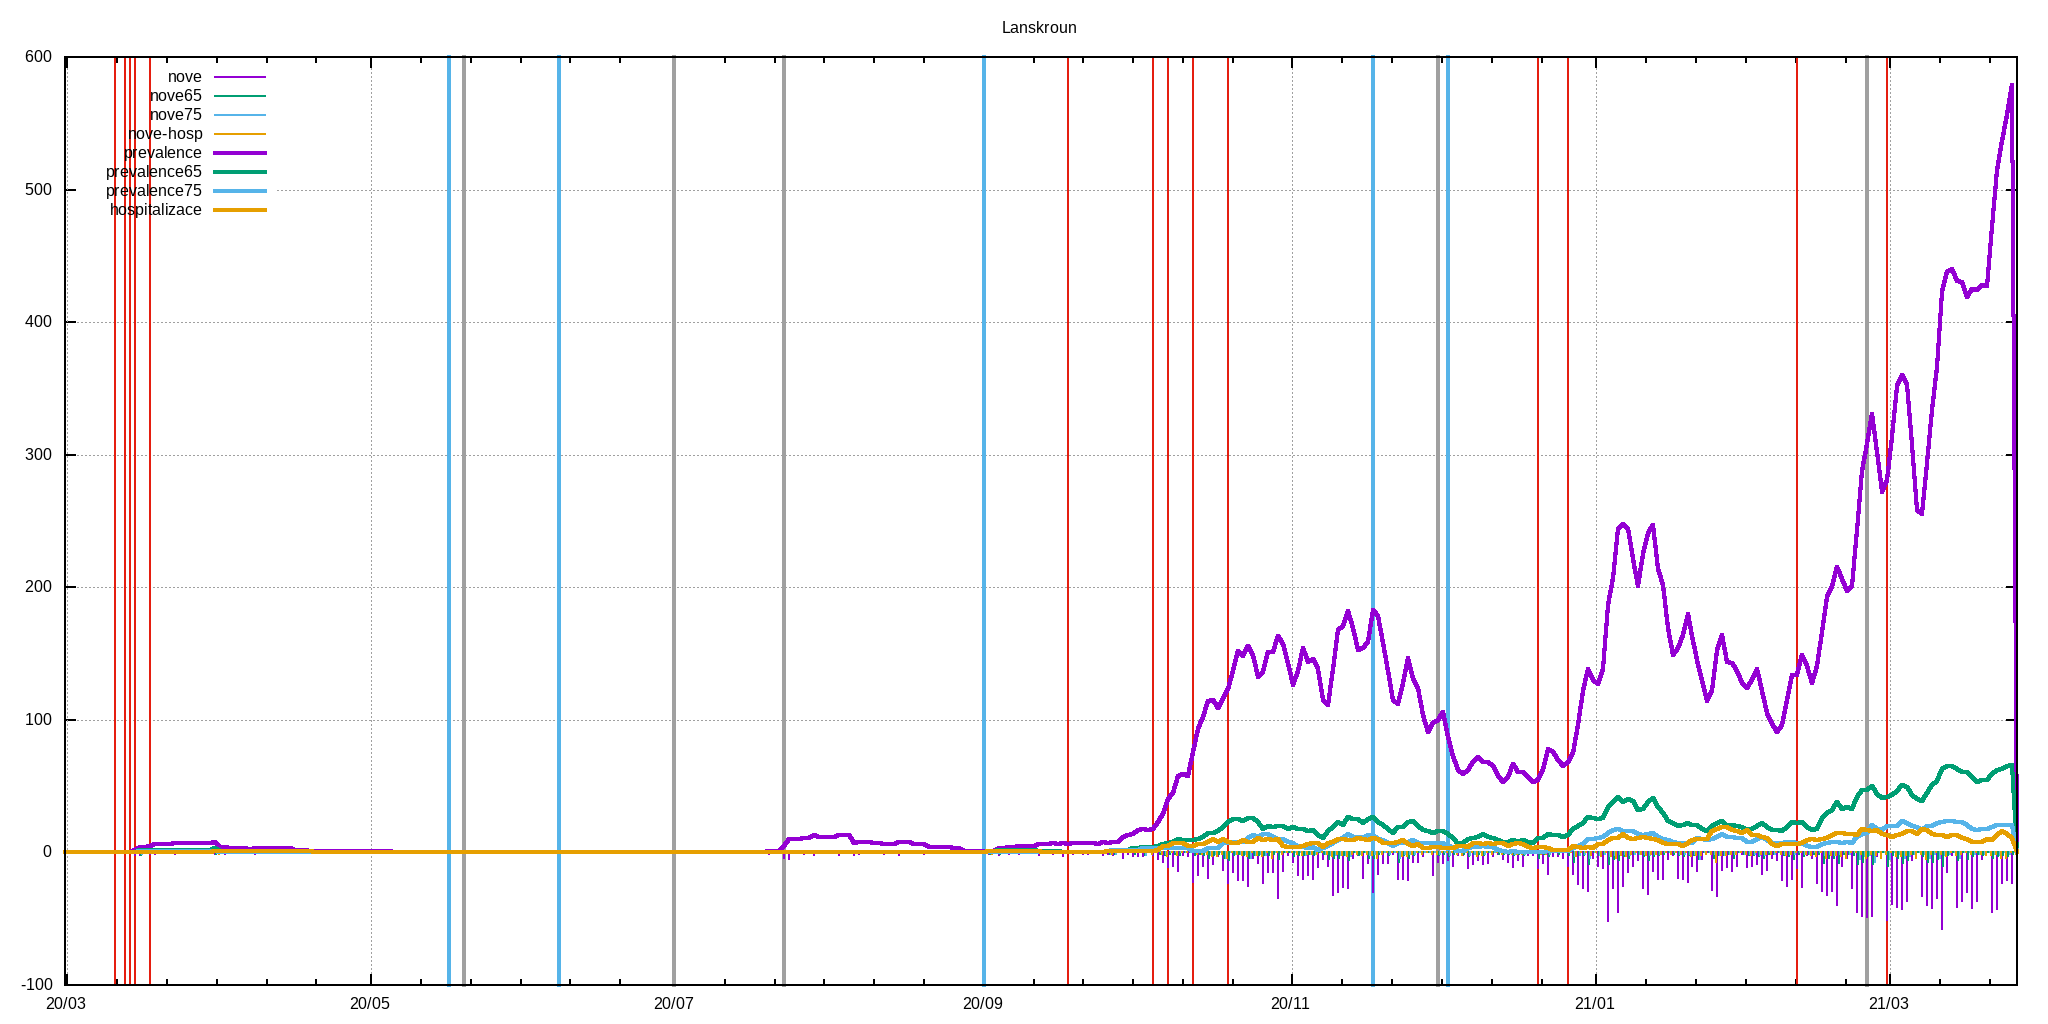 Lanskroun
600
nove
nove65
nove75
nove-hosp
prevalence
prevalence65
500
prevalence75
hospitalizace
400
300
200
100
0
-100
20/03 20/05 20/07 20/09 20/11 21/01 21/03